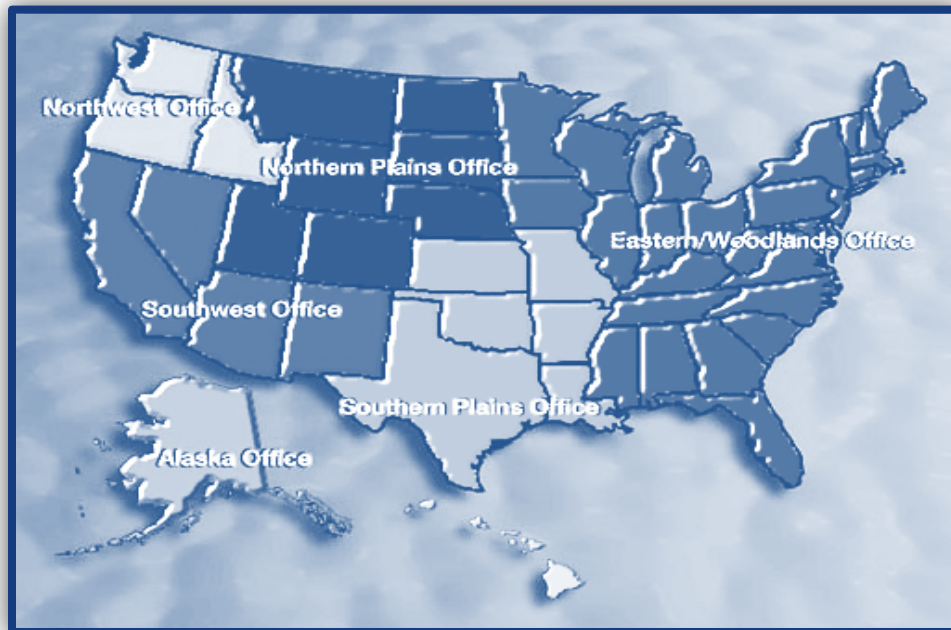 Northwest Office
Northern Plains Office
Eastern/Woodlands Office
Southwest Office
Southern Plains Office
Alaska Office